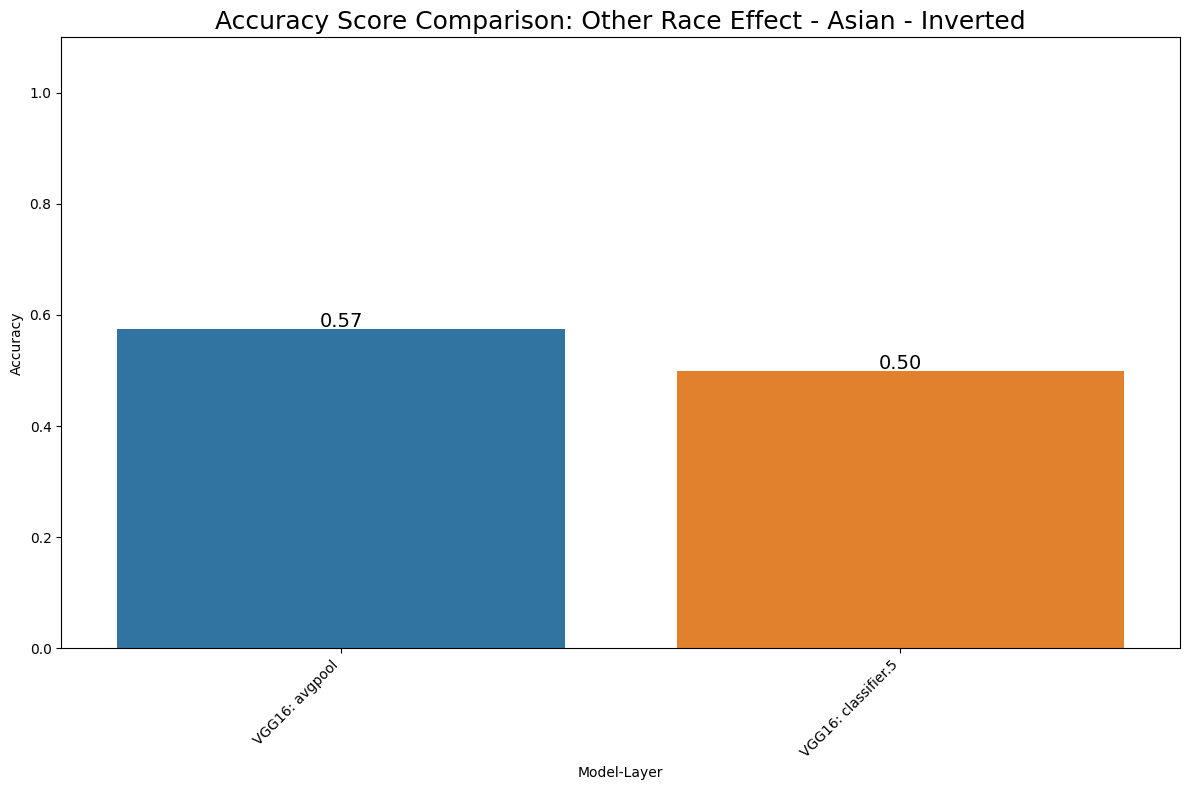 Accuracy Score Comparison: Other Race Effect - Asian - Inverted
1.0
0.8
0.6
0.4
0.2
0.0
Accuracy
0.57
0.50
VGG16: avgpool
VGG16: classifier.5
Model-Layer